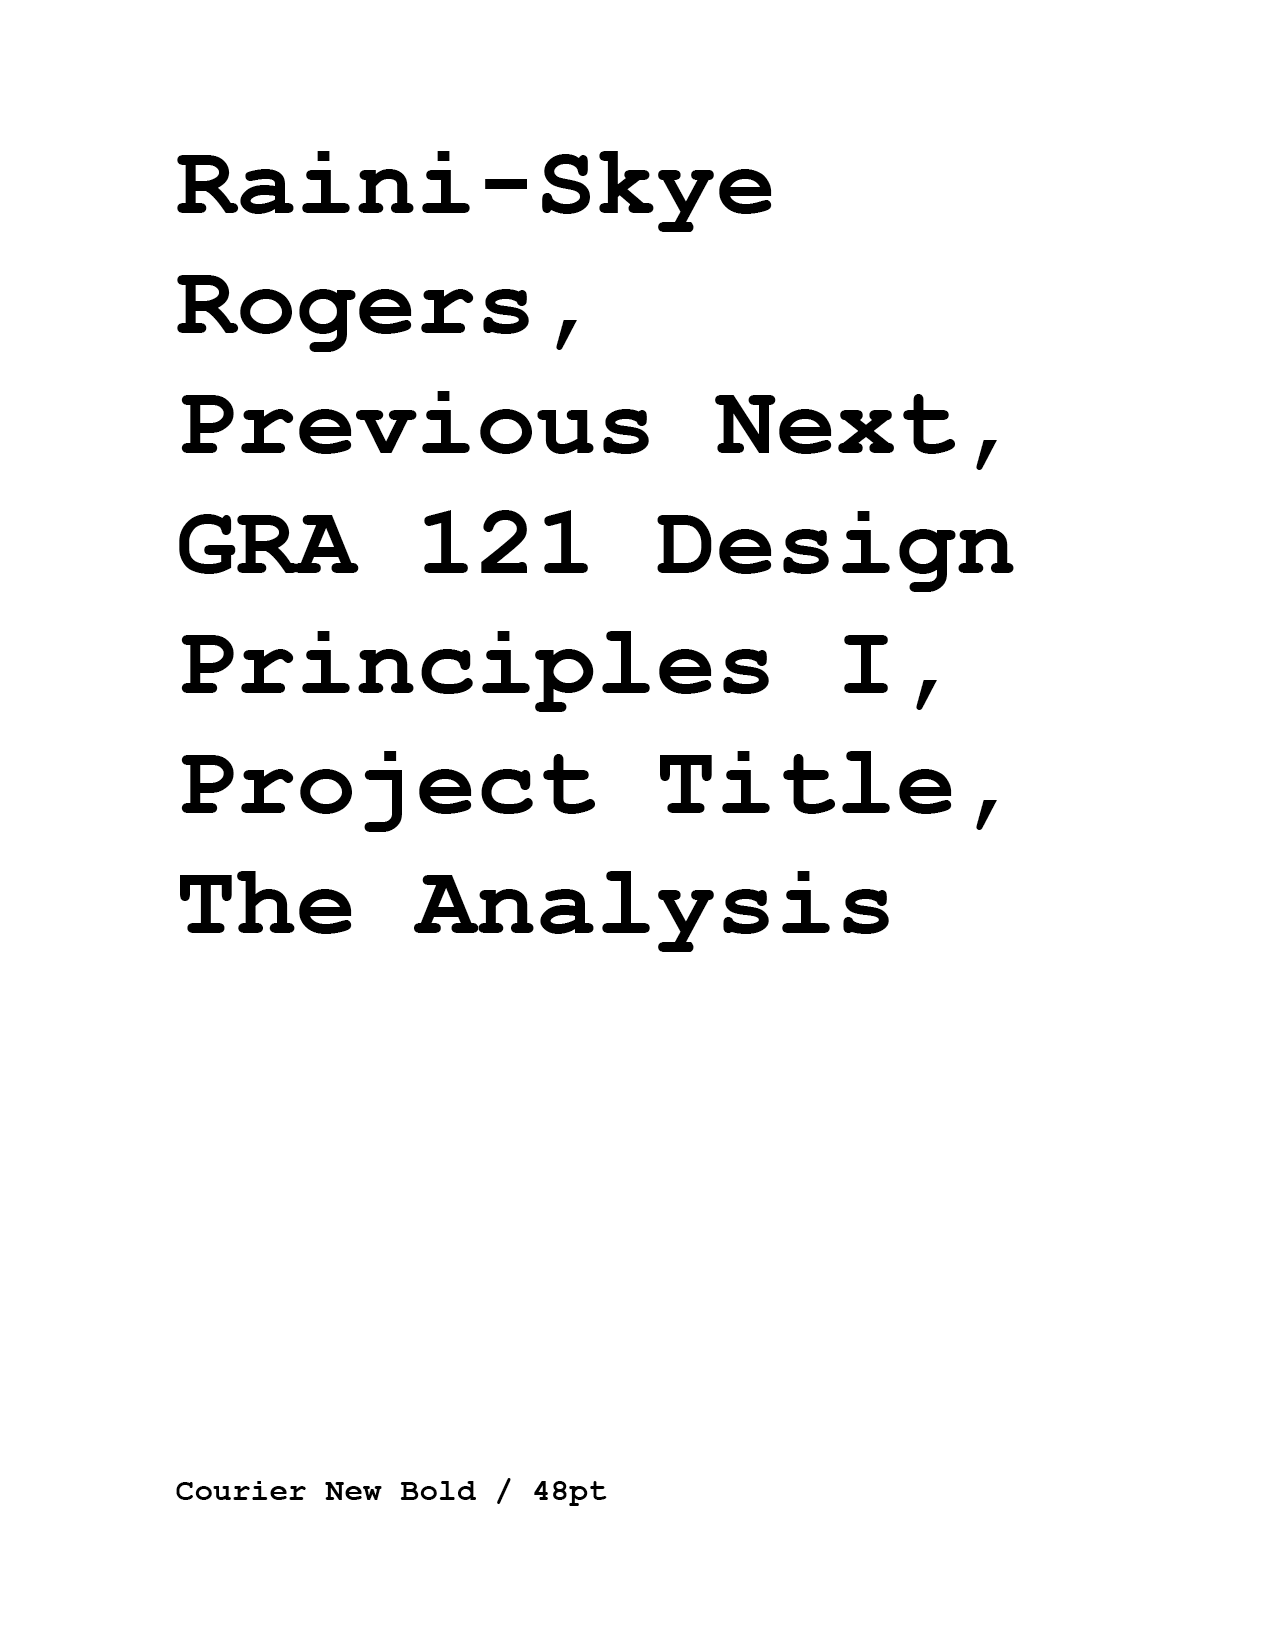 Raini-Skye
Rogers,
Previous Next,
GRA 121 Design
Principles I,
Project Title,
The Analysis
Courier New Bold / 48pt